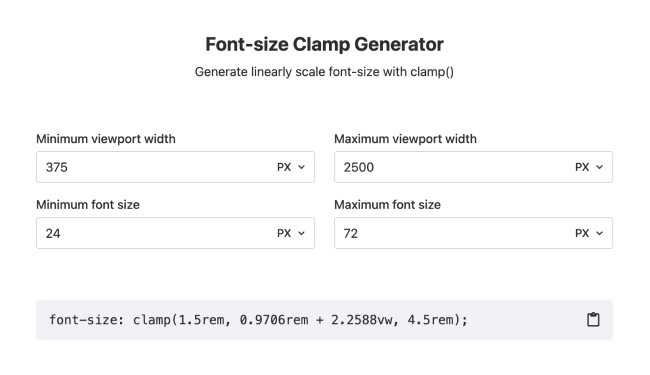 Font-size Clamp Generator
Generate linearly scale font-size with clamp()
Minimum viewport width
Maximum viewport width
375 PX
2500 PX
Minimum font size
Maximum font size
24 PX
72 PX
font-size: clamp(1.5rem, 0.9706rem + 2.2588vw, 4.5rem);